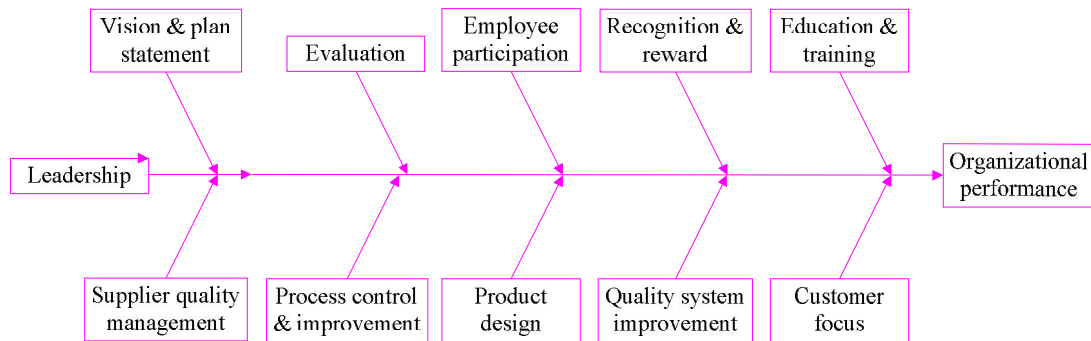 Vision & plan
statement
Evaluation
Employee
participation
Recognition &
reward
Education &
training
Leadership
Organizational
performance
Supplier quality
management
Process control
& improvement
Product
design
Quality system
improvement
Customer
focus